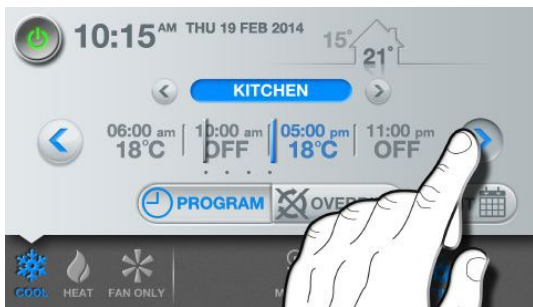 10:15 AM THU 19 FEB 2014
15°
21°
KITCHEN
06:00 am 10:00 am 05:00 pm 11:00 pm
18°C OFF 18°C OFF
PROGRAM
COOL HEAT FAN ONLY